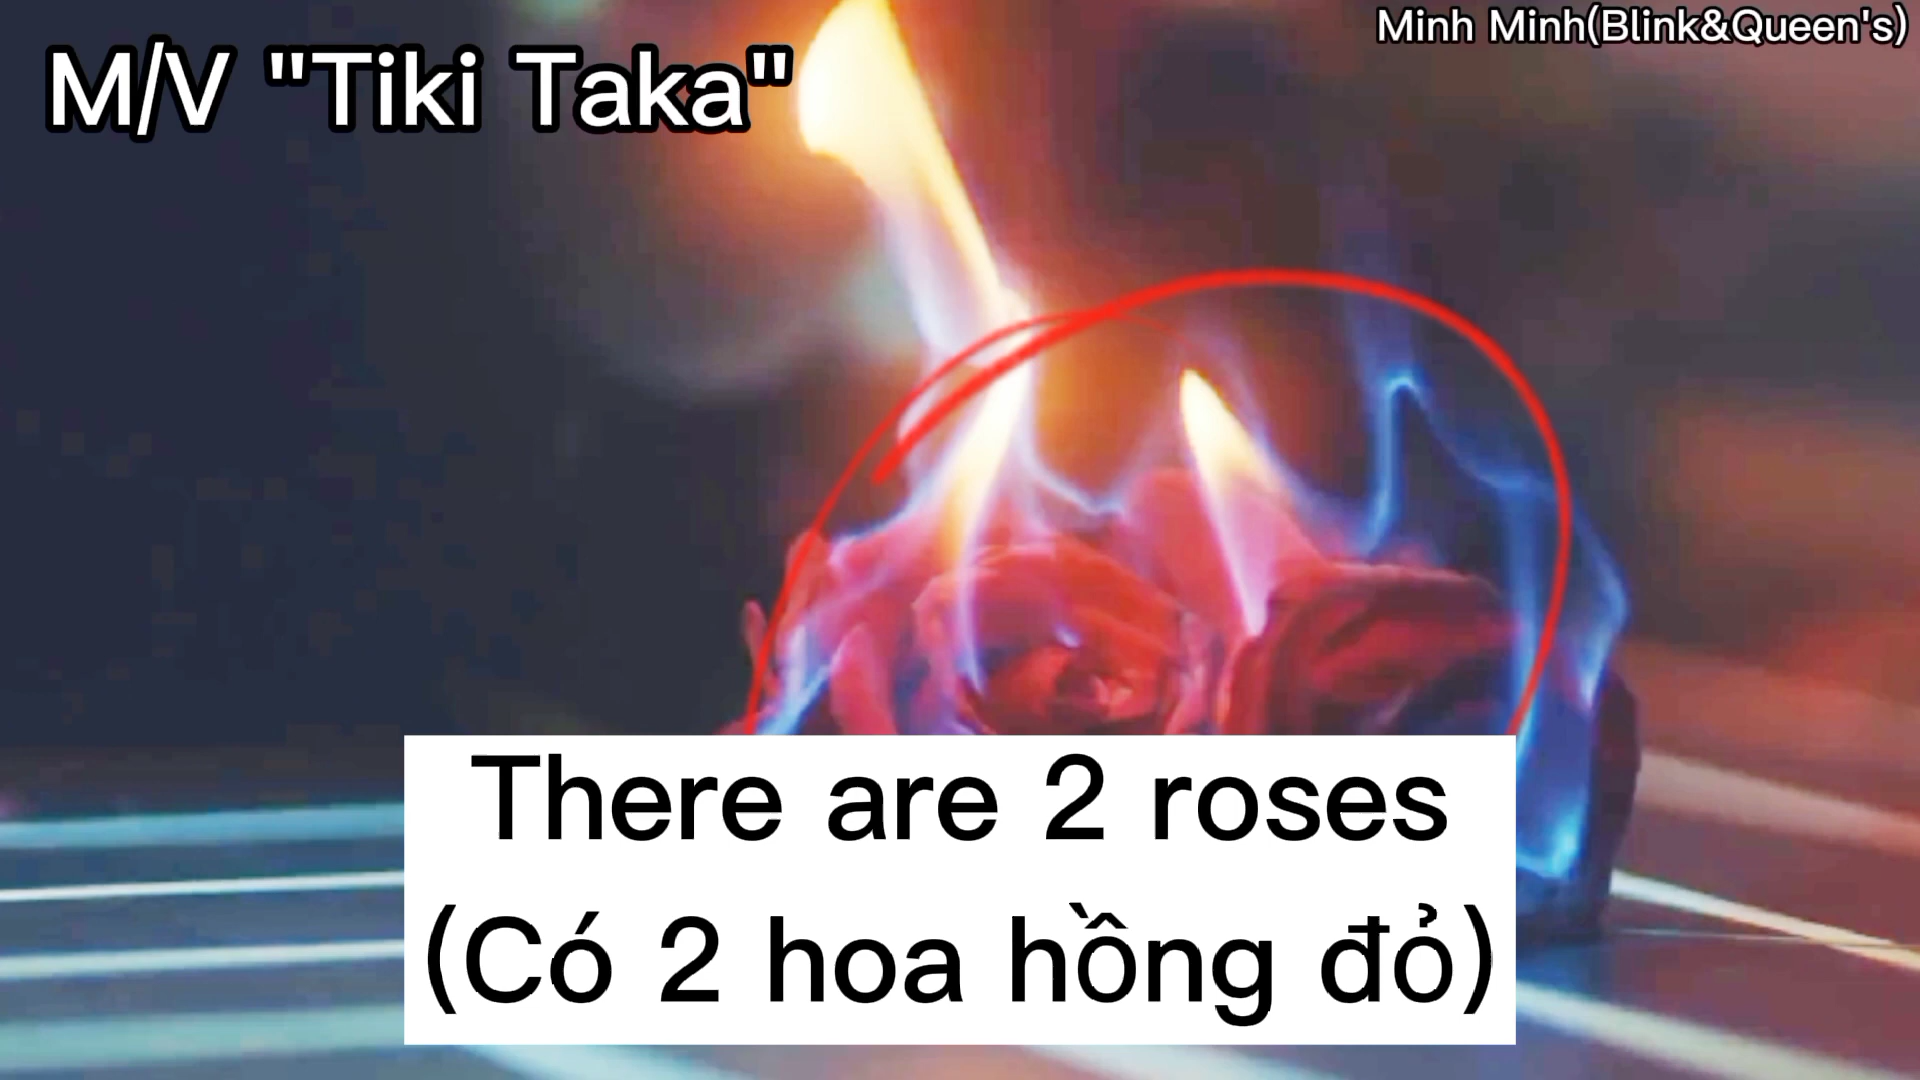 M/V "Tiki Taka"
Minh Minh(Blink&Queen's)
There are 2 roses
(Có 2 hoa hồng đỏ)